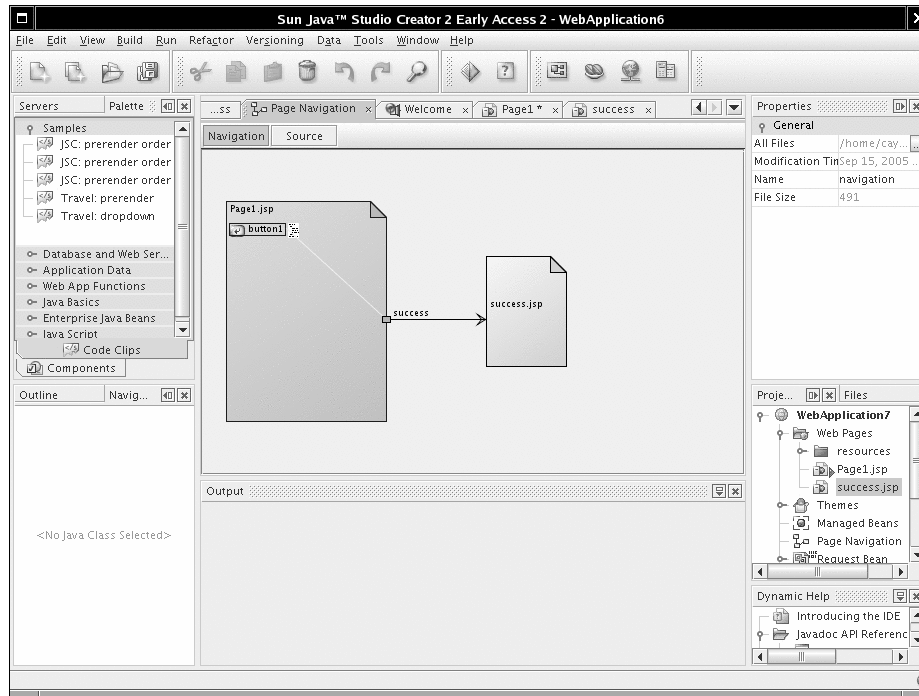 Sun Java™ Studio Creator 2 Early Access 2 - WebApplication6
File Edit View Build Run Refactor Versioning Data Tools Window Help
Servers Palette
Samples
JSC: prerender order
JSC: prerender order
JSC: prerender order
Travel: prerender
Travel: dropdown
Database and Web Ser...
Application Data
Web App Functions
Java Basics
Enterprise Java Beans
Java Script
Code Clips
Components
Outline Navig...
<No Java Class Selected>
...ss Page Navigation Welcome Page1 * success
Navigation Source
Page1.jsp
button1
success
success.jsp
Output
Properties
General
All Files /home/cay... ...
Modification Tim Sep 15, 2005 ...
Name navigation
File Size 491
Proje... Files
WebApplication7
Web Pages
resources
Page1.jsp
success.jsp
Themes
Managed Beans
Page Navigation
Request Bean
Dynamic Help
Introducing the IDE
Javadoc API Referenc